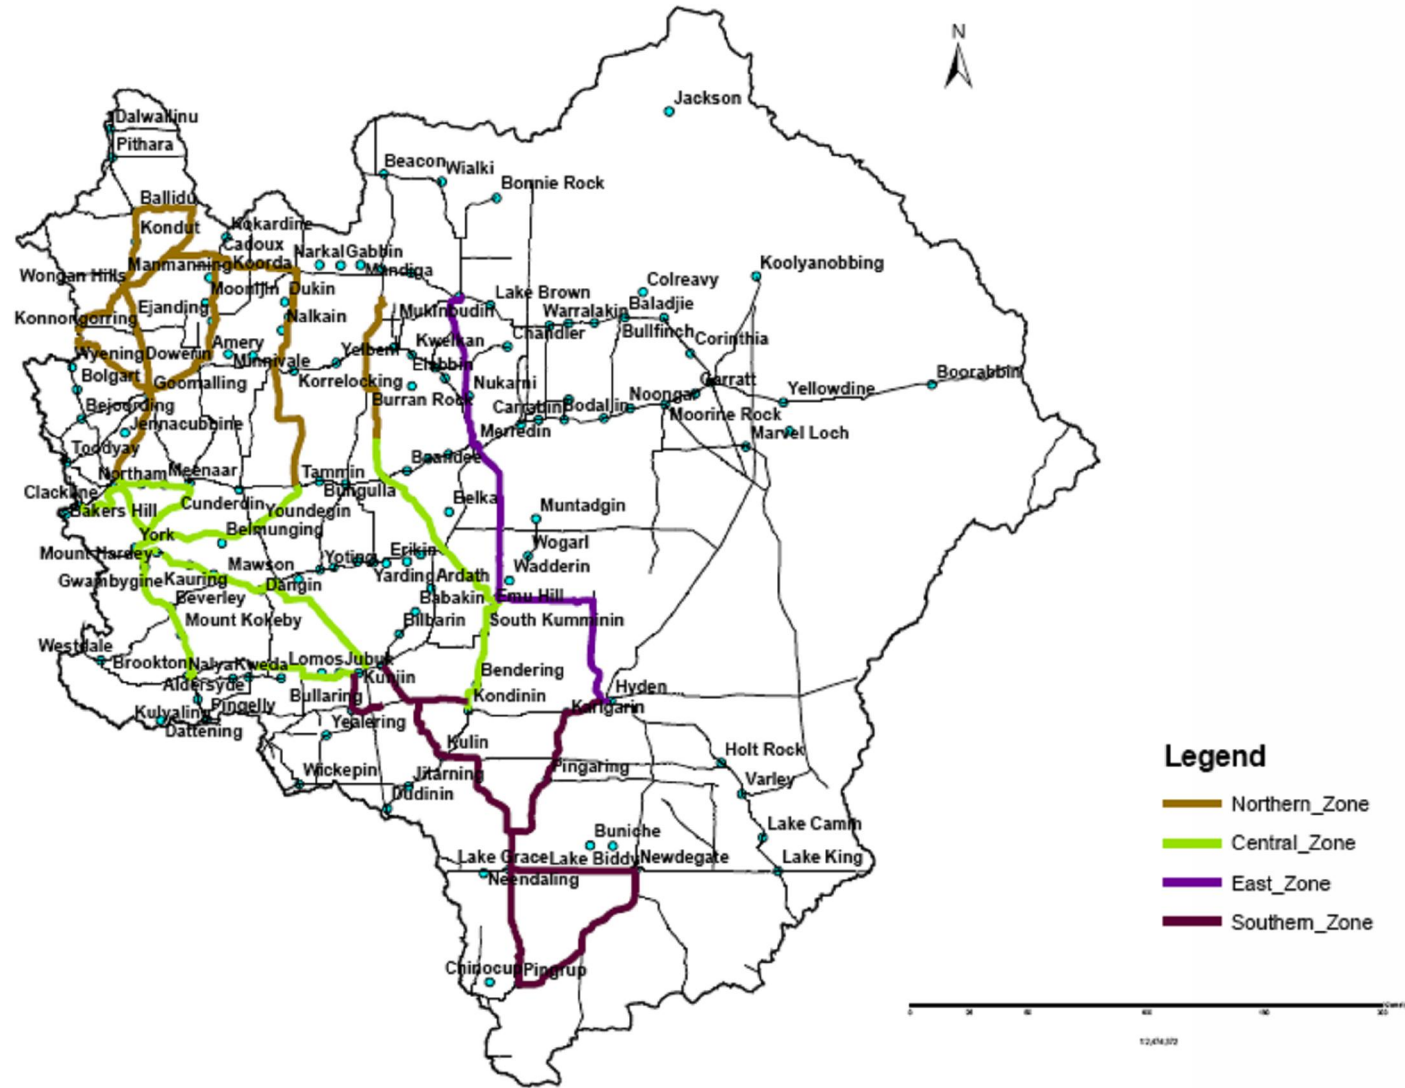 N
Jackson
Dalwallinu
Pithara
Beacon
Wialki
Bonnie Rock
Ballidu
Kondut
Kokardine
Cadoux
Narkal
Gabbin
Koolyanobbing
Wongan Hills
Manmanning
Koorda
Mandiga
Colreavy
Moonijin
Dukin
Lake Brown
Baladjie
Ejanding
Mukinbudin
Warralakin
Konnongorring
Nalkain
Chandler
Bullfinch
Corinthia
Kwelkan
Amery
Yelbeni
Wyening
Dowerin
Minnivale
Elabbin
Garratt
Boorabbin
Bolgart
Goomalling
Korrelocking
Nukarni
Yellowdine
Burran Rock
Noongar
Bejoording
Carrabin
Bodallin
Moorine Rock
Jennacubbine
Merredin
Marvel Loch
Toodyay
Baandee
Northam
Meenaar
Tammin
Clackline
Bungulla
Bakers Hill
Cunderdin
Youndegin
Belka
Muntadgin
York
Belmunging
Wogarl
Mount Hardey
Yoting
Erikin
Gwambygine
Kauring
Mawson
Dangin
Yarding
Ardath
Wadderin
Beverley
Babakin
Emu Hill
Mount Kokeby
Bilbarin
South Kumminin
Westdale
Brookton
Nalya
Kweda
Lomos
Jubuk
Kunjin
Bendering
Aldersyde
Bullaring
Kondinin
Hyden
Pingelly
Karlgarin
Kulyaling
Dattening
Yealering
Kulin
Holt Rock
Wickepin
Jitarning
Pingaring
Varley
Dudinin
Buniche
Lake Camm
Lake Grace
Lake Biddy
Newdegate
Lake King
Neendaling
Chinocup
Pingrup
Legend
Northern_Zone
Central_Zone
East_Zone
Southern_Zone